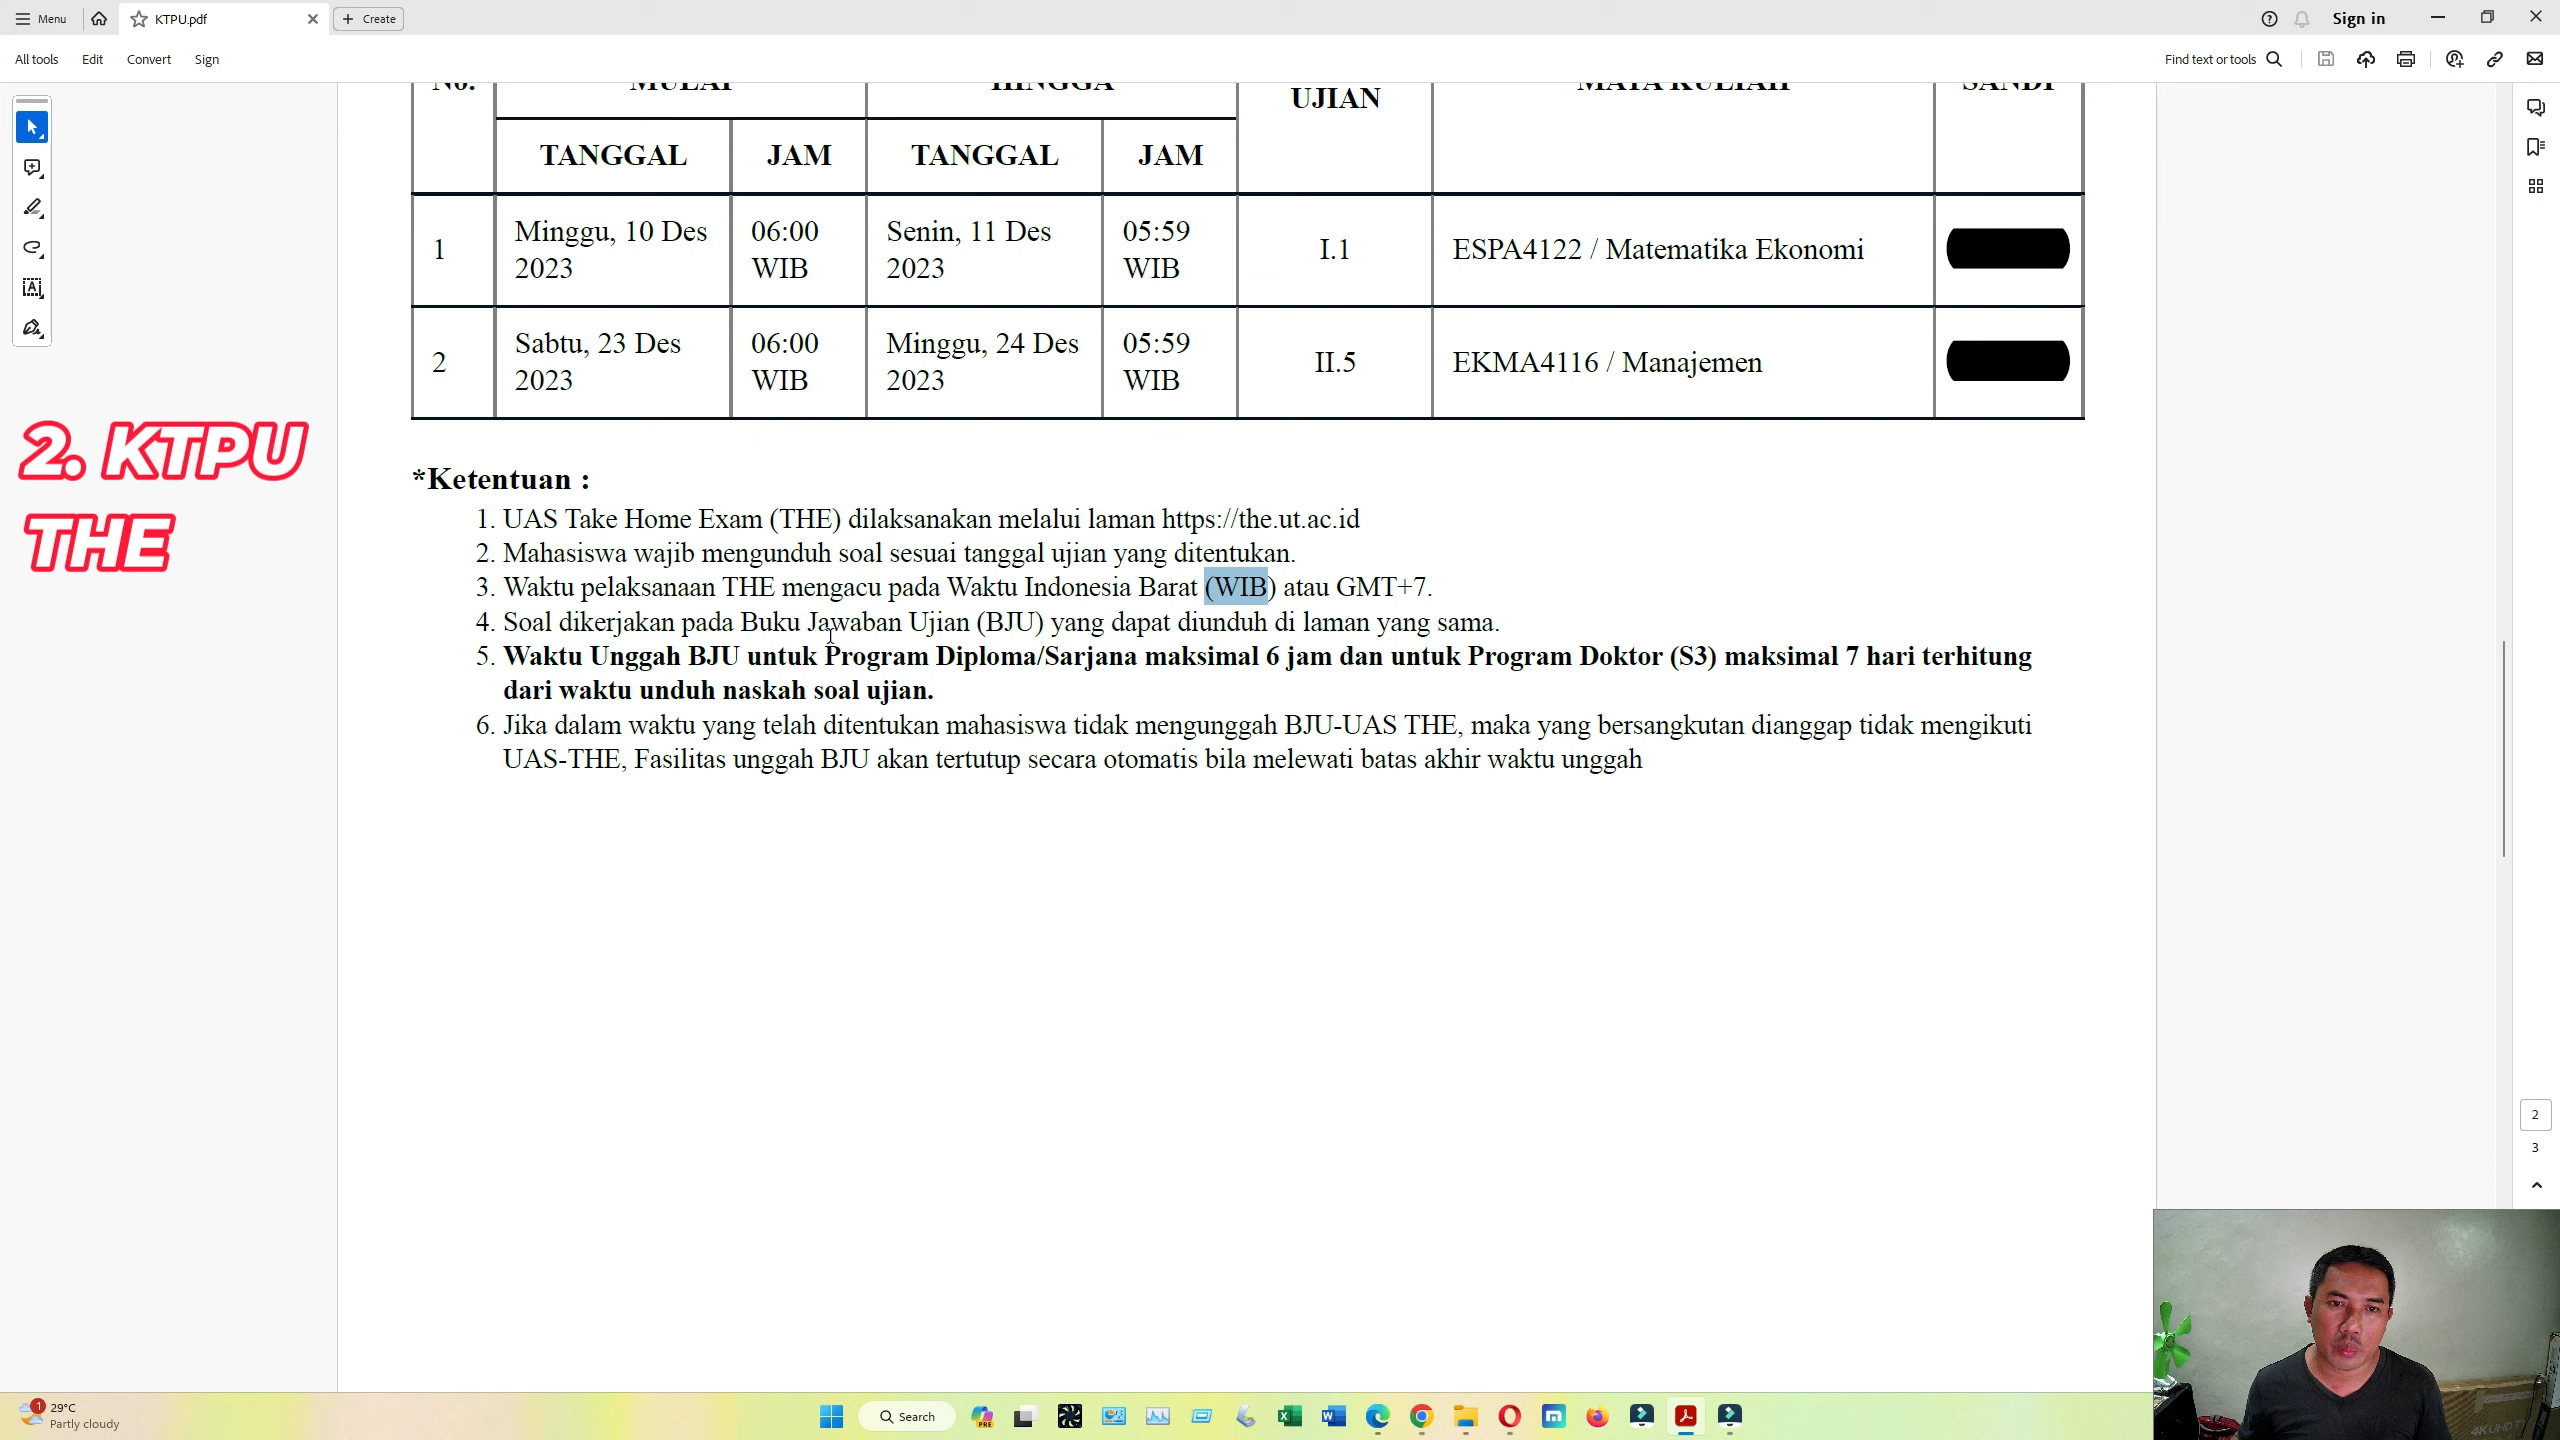 Menu
KTPU.pdf
Create
Sign in
All tools
Edit
Convert
Sign
Find text or tools
No. MULAI HINGGA UJIAN MATA KULIAH SANDI
TANGGAL JAM TANGGAL JAM
1 Minggu, 10 Des 2023 06:00 WIB Senin, 11 Des 2023 05:59 WIB I.1 ESPA4122 / Matematika Ekonomi
2 Sabtu, 23 Des 2023 06:00 WIB Minggu, 24 Des 2023 05:59 WIB II.5 EKMA4116 / Manajemen
2. KTPU
THE
*Ketentuan :
1. UAS Take Home Exam (THE) dilaksanakan melalui laman https://the.ut.ac.id
2. Mahasiswa wajib mengunduh soal sesuai tanggal ujian yang ditentukan.
3. Waktu pelaksanaan THE mengacu pada Waktu Indonesia Barat (WIB) atau GMT+7.
4. Soal dikerjakan pada Buku Jawaban Ujian (BJU) yang dapat diunduh di laman yang sama.
5. Waktu Unggah BJU untuk Program Diploma/Sarjana maksimal 6 jam dan untuk Program Doktor (S3) maksimal 7 hari terhitung
dari waktu unduh naskah soal ujian.
6. Jika dalam waktu yang telah ditentukan mahasiswa tidak mengunggah BJU-UAS THE, maka yang bersangkutan dianggap tidak mengikuti
UAS-THE, Fasilitas unggah BJU akan tertutup secara otomatis bila melewati batas akhir waktu unggah
2
3
1
29°C
Partly cloudy
Search
PRE